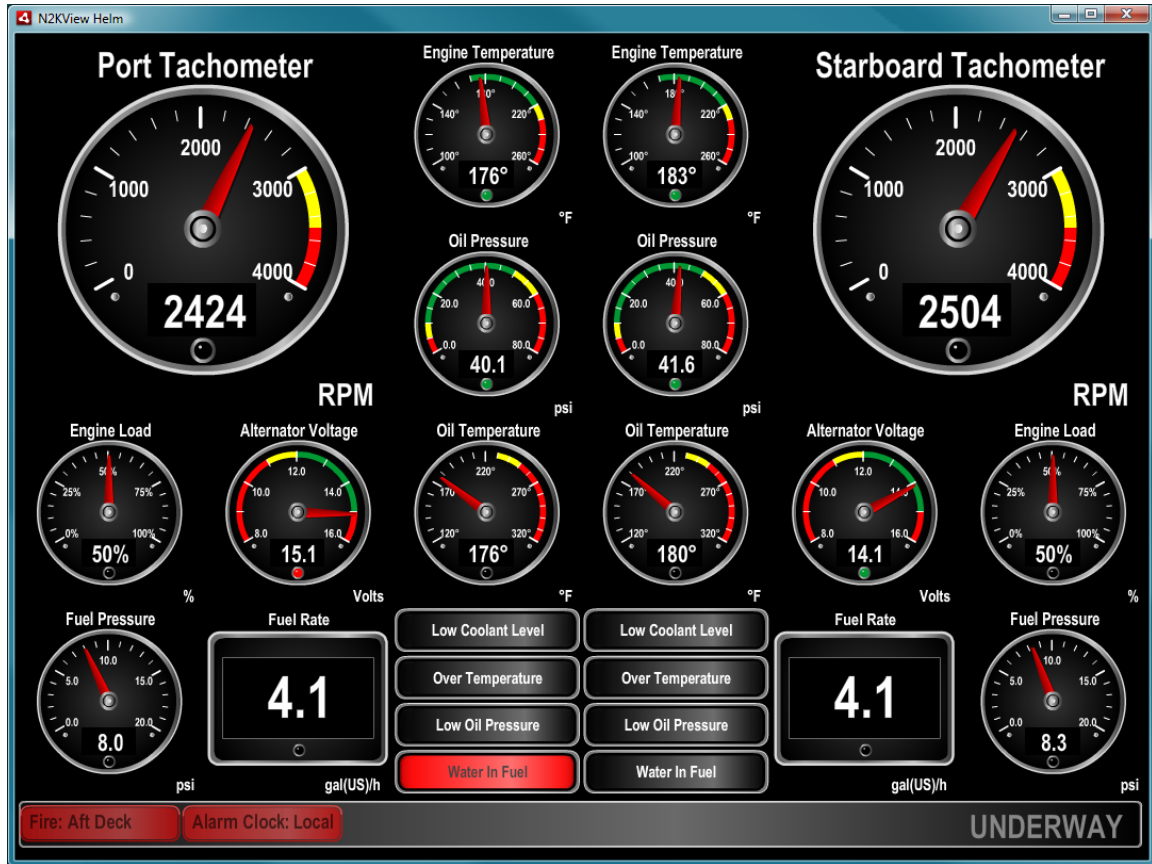 N2KView Helm
Port Tachometer
0
1000
2000
3000
4000
2424
RPM
Engine Temperature
100°
140°
220°
260°
176°
°F
Engine Temperature
100°
140°
220°
260°
183°
°F
Starboard Tachometer
0
1000
2000
3000
4000
2504
RPM
Oil Pressure
0.0
20.0
60.0
80.0
40.1
psi
Oil Pressure
0.0
20.0
60.0
80.0
41.6
psi
Engine Load
0%
25%
75%
100%
50%
%
Alternator Voltage
8.0
10.0
12.0
14.0
16.0
15.1
Volts
Oil Temperature
120°
170°
220°
270°
320°
176°
°F
Oil Temperature
120°
170°
220°
270°
320°
180°
°F
Alternator Voltage
8.0
10.0
12.0
16.0
14.1
Volts
Engine Load
0%
25%
50%
75%
100%
50%
%
Fuel Pressure
0.0
5.0
10.0
15.0
20.0
8.0
psi
Fuel Rate
4.1
gal(US)/h
Low Coolant Level
Over Temperature
Low Oil Pressure
Water In Fuel
Low Coolant Level
Over Temperature
Low Oil Pressure
Water In Fuel
Fuel Rate
4.1
gal(US)/h
Fuel Pressure
0.0
5.0
10.0
15.0
20.0
8.3
psi
Fire: Aft Deck
Alarm Clock: Local
UNDERWAY